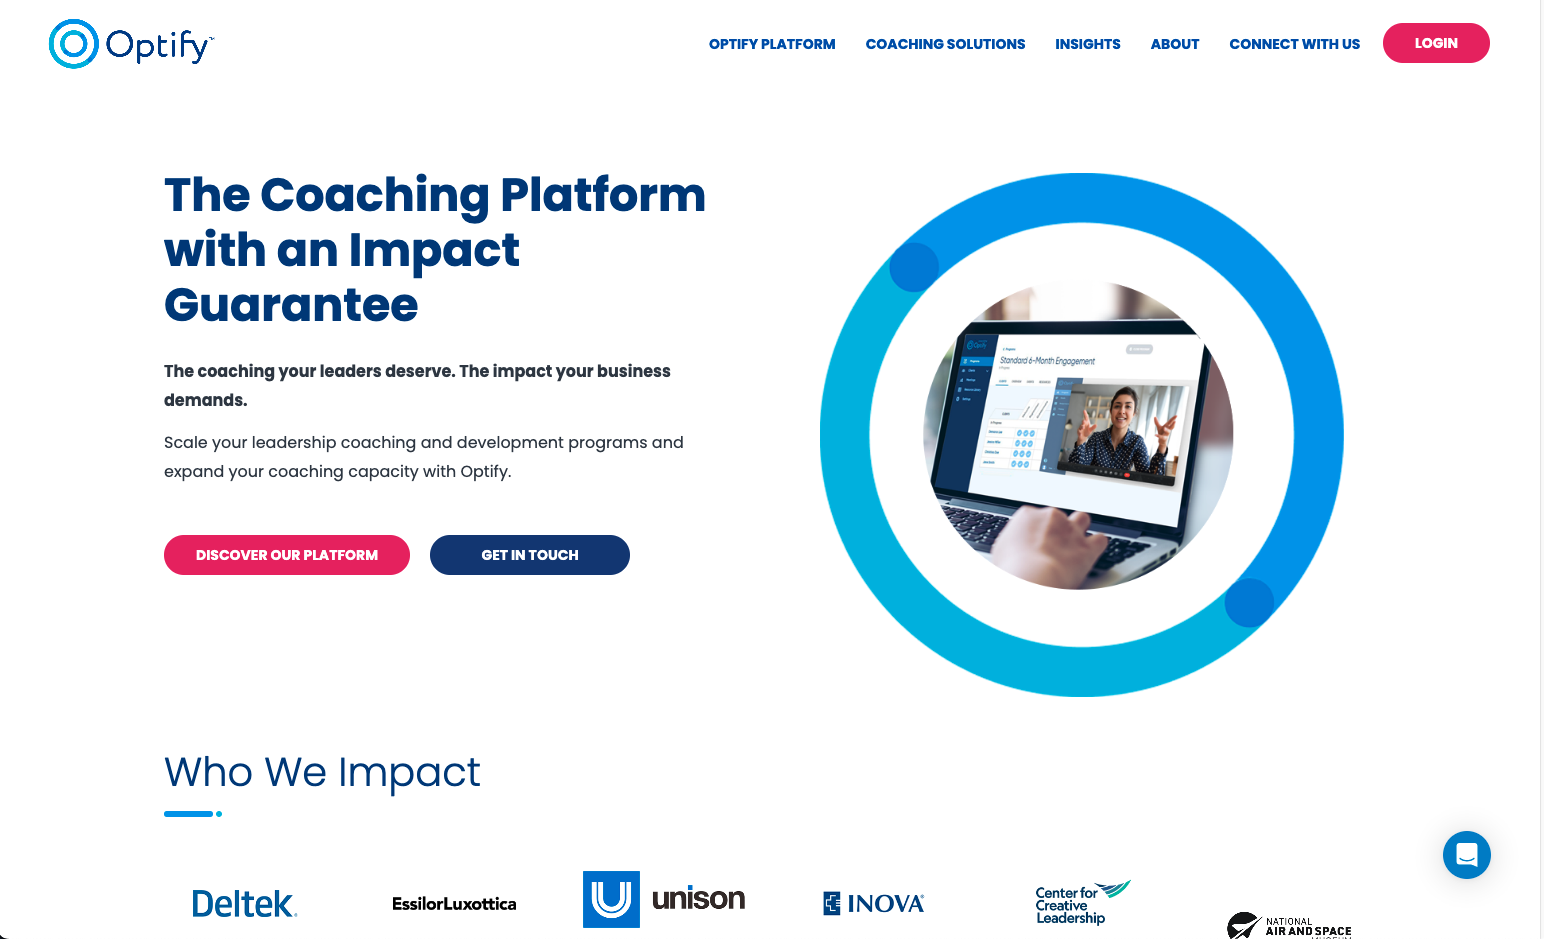 Optify™
OPTIFY PLATFORM
COACHING SOLUTIONS
INSIGHTS
ABOUT
CONNECT WITH US
LOGIN
The Coaching Platform
with an Impact
Guarantee
The coaching your leaders deserve. The impact your business
demands.
Scale your leadership coaching and development programs and
expand your coaching capacity with Optify.
DISCOVER OUR PLATFORM
GET IN TOUCH
Optify
Standard 6-Month Engagement
Who We Impact
Deltek
EssilorLuxottica
unison
INOVA
Center for
Creative
Leadership
NATIONAL
AIR AND SPACE